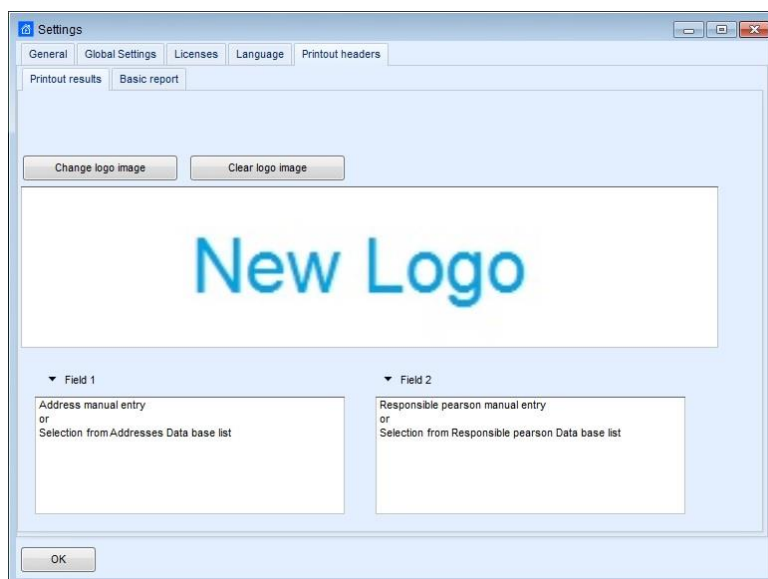 Settings
General Global Settings Licenses Language Printout headers
Printout results Basic report
Change logo image Clear logo image
New Logo
Field 1 Field 2
Address manual entry
or
Selection from Addresses Data base list
Responsible pearson manual entry
or
Selection from Responsible pearson Data base list
OK